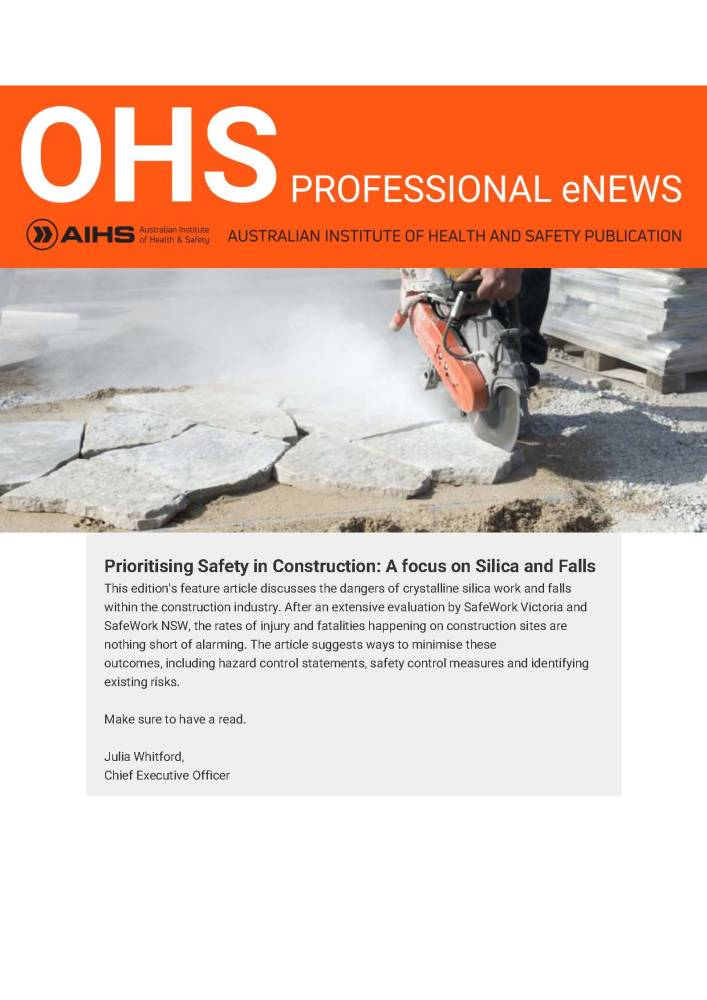 OHS PROFESSIONAL eNEWS
AIHS Australian Institute
of Health & Safety
AUSTRALIAN INSTITUTE OF HEALTH AND SAFETY PUBLICATION
Prioritising Safety in Construction: A focus on Silica and Falls
This edition's feature article discusses the dangers of crystalline silica work and falls
within the construction industry. After an extensive evaluation by SafeWork Victoria and
SafeWork NSW, the rates of injury and fatalities happening on construction sites are
nothing short of alarming. The article suggests ways to minimise these
outcomes, including hazard control statements, safety control measures and identifying
existing risks.
Make sure to have a read.
Julia Whitford,
Chief Executive Officer